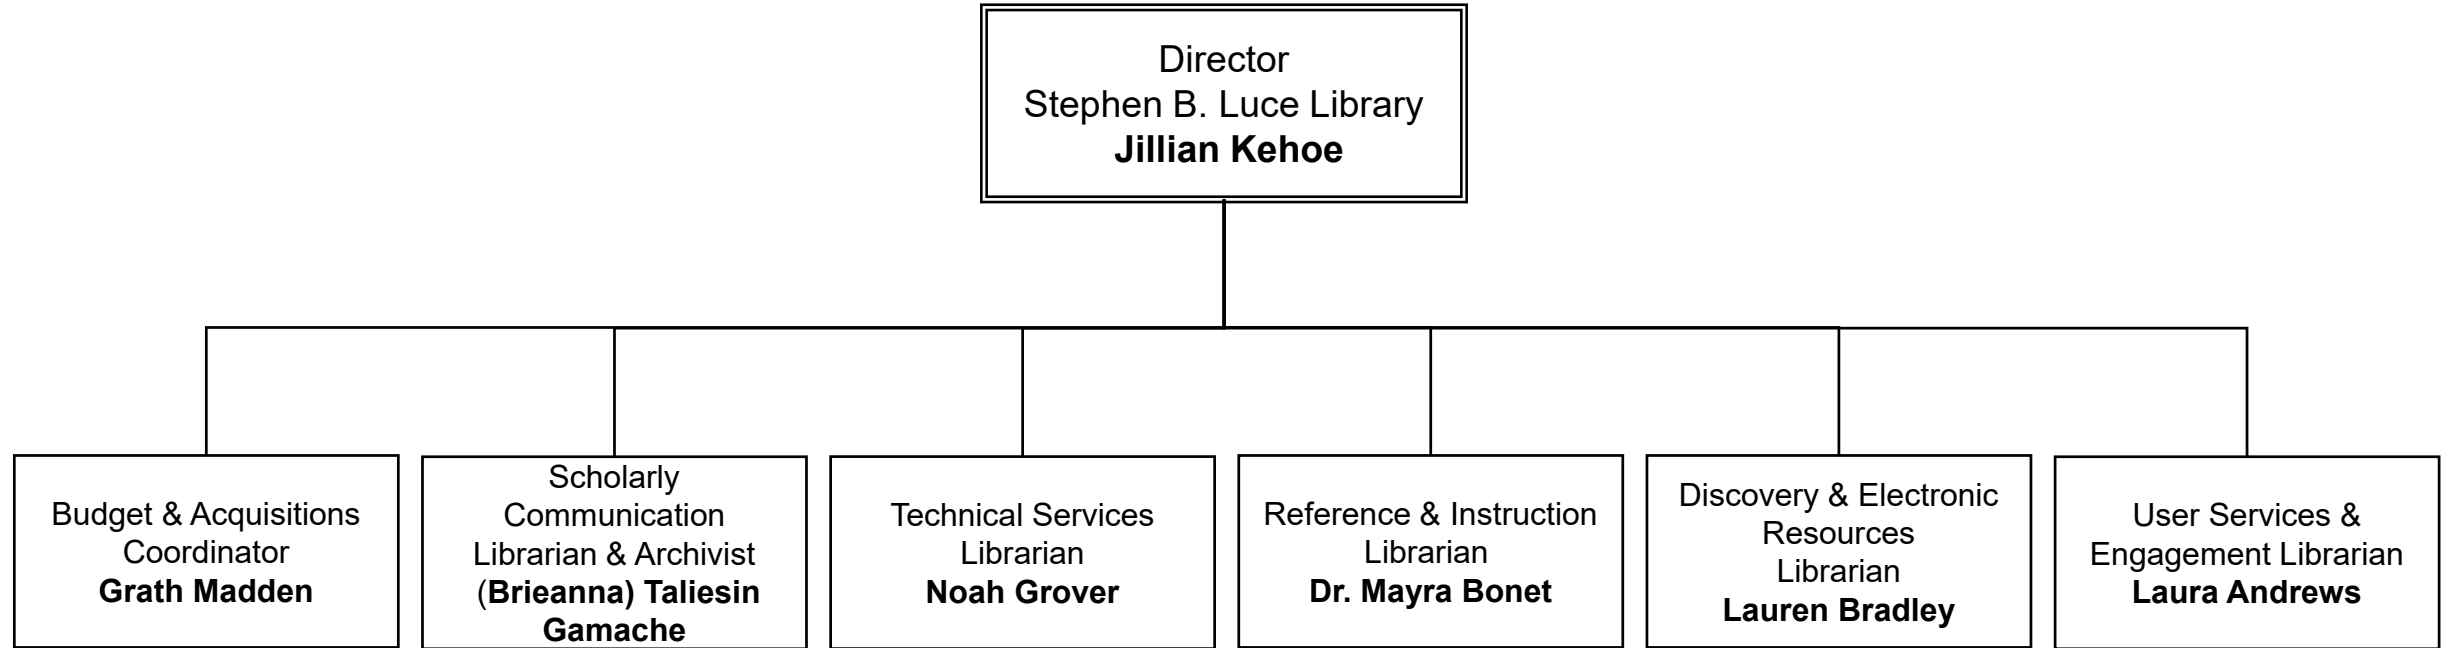 Director
Stephen B. Luce Library
Jillian Kehoe
Budget & Acquisitions
Coordinator
Grath Madden
Scholarly
Communication
Librarian & Archivist
(Brieanna) Taliesin
Gamache
Technical Services
Librarian
Noah Grover
Reference & Instruction
Librarian
Dr. Mayra Bonet
Discovery & Electronic
Resources
Librarian
Lauren Bradley
User Services &
Engagement Librarian
Laura Andrews